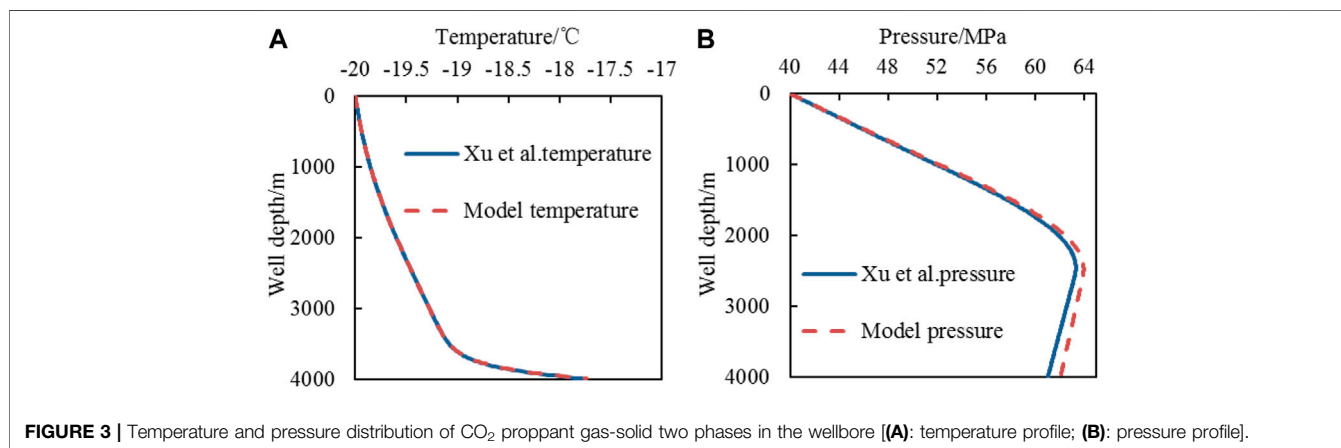 A
Temperature/℃
-20 -19.5 -19 -18.5 -18 -17.5 -17
0
1000
2000
3000
4000
Well depth/m
Xu et al.temperature
Model temperature
B
Pressure/MPa
40 44 48 52 56 60 64
0
1000
2000
3000
4000
Well depth/m
Xu et al.pressure
Model pressure
FIGURE 3 | Temperature and pressure distribution of CO₂ proppant gas-solid two phases in the wellbore [(A): temperature profile; (B): pressure profile].